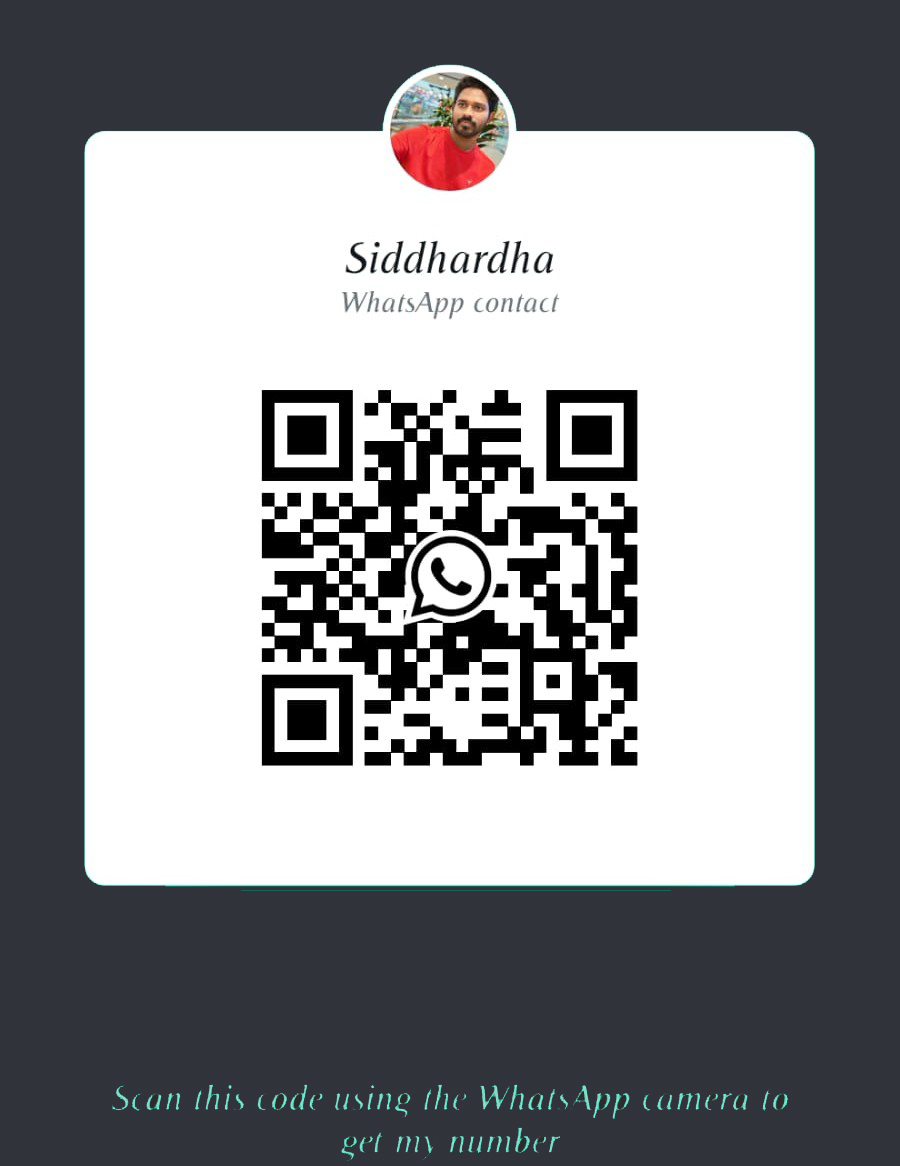 Siddhardha
WhatsApp contact
Scan this code using the WhatsApp camera to
get my number